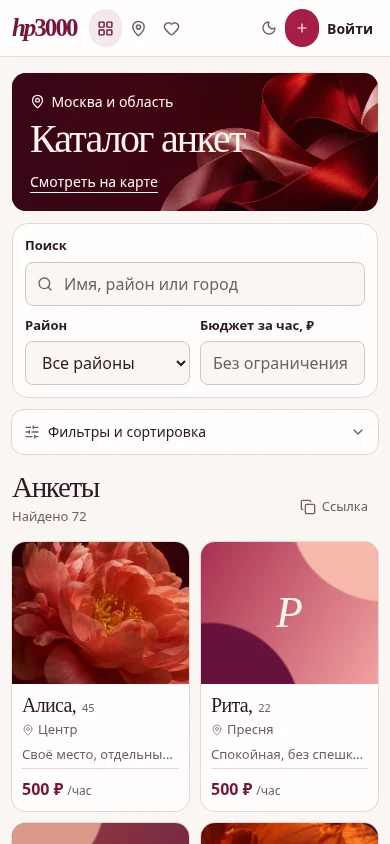 hp3000
Войти
Москва и область
Каталог анкет
Смотреть на карте
Поиск
Имя, район или город
Район
Бюджет за час, ₽
Все районы
Без ограничения
Фильтры и сортировка
Анкеты
Найдено 72
Ссылка
Р
Алиса, 45
Центр
Своё место, отдельны...
500 ₽ /час
Рита, 22
Пресня
Спокойная, без спешк...
500 ₽ /час